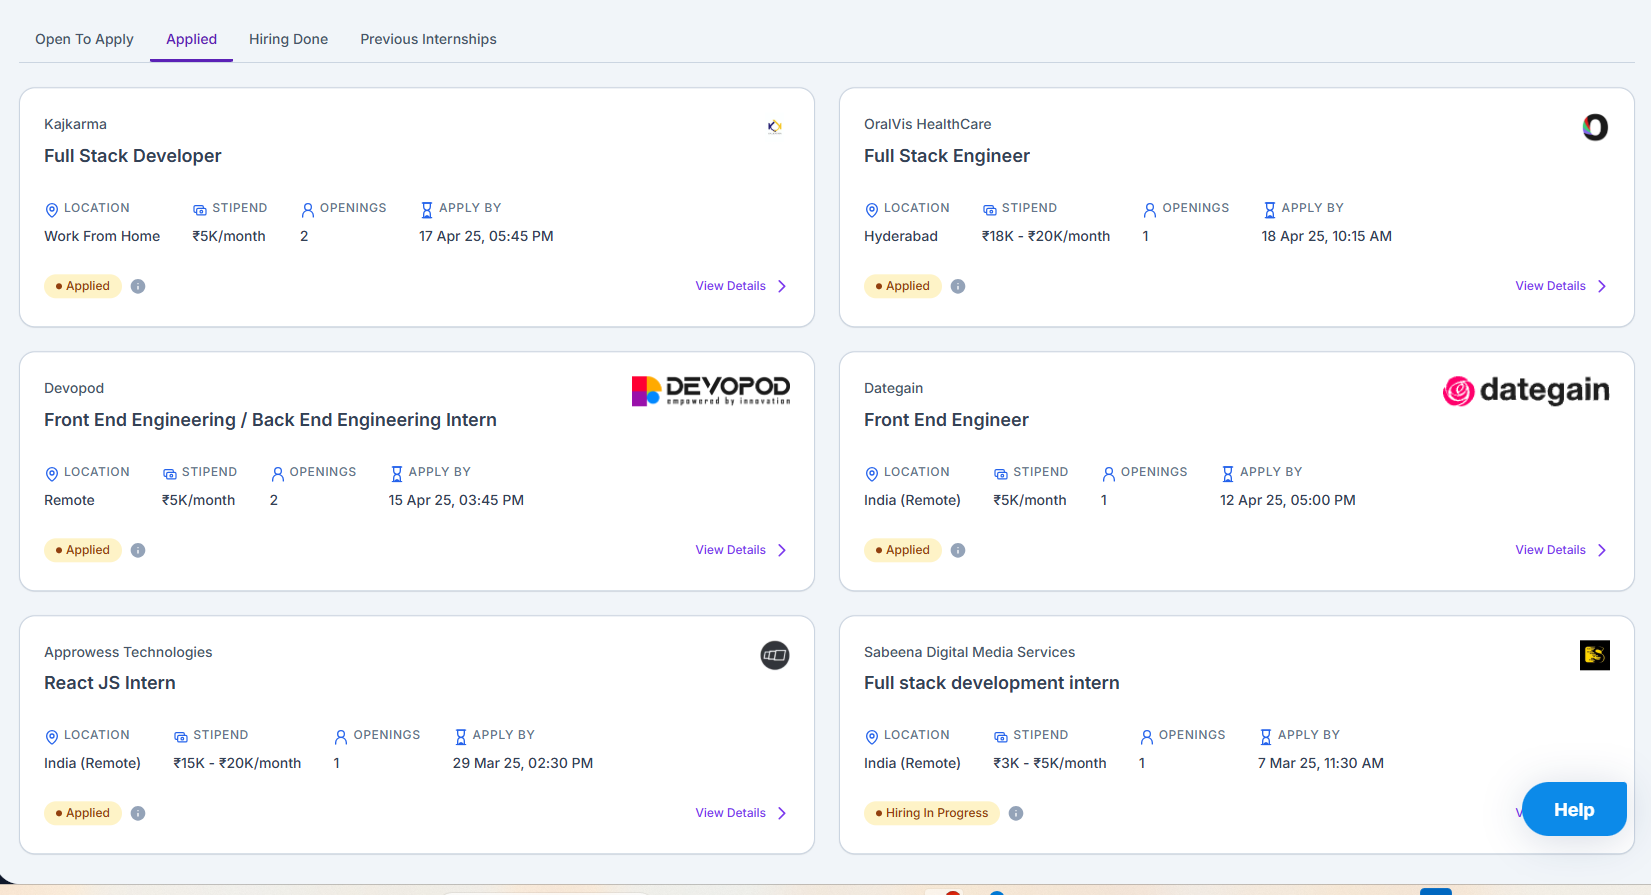 Open To Apply Applied Hiring Done Previous Internships
Kajkarma
Full Stack Developer
LOCATION STIPEND OPENINGS APPLY BY
Work From Home ₹5K/month 2 17 Apr 25, 05:45 PM
Applied View Details
OralVis HealthCare
Full Stack Engineer
LOCATION STIPEND OPENINGS APPLY BY
Hyderabad ₹18K - ₹20K/month 1 18 Apr 25, 10:15 AM
Applied View Details
Devopod
DEVOPOD
empowered by innovation
Front End Engineering / Back End Engineering Intern
LOCATION STIPEND OPENINGS APPLY BY
Remote ₹5K/month 2 15 Apr 25, 03:45 PM
Applied View Details
Dategain
dategain
Front End Engineer
LOCATION STIPEND OPENINGS APPLY BY
India (Remote) ₹5K/month 1 12 Apr 25, 05:00 PM
Applied View Details
Approwess Technologies
React JS Intern
LOCATION STIPEND OPENINGS APPLY BY
India (Remote) ₹15K - ₹20K/month 1 29 Mar 25, 02:30 PM
Applied View Details
Sabeena Digital Media Services
Full stack development intern
LOCATION STIPEND OPENINGS APPLY BY
India (Remote) ₹3K - ₹5K/month 1 7 Mar 25, 11:30 AM
Hiring In Progress
Help